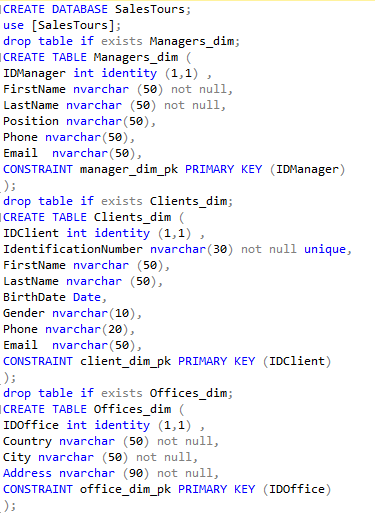 CREATE DATABASE SalesTours;
use [SalesTours];
drop table if exists Managers_dim;
CREATE TABLE Managers_dim (
IDManager int identity (1,1) ,
FirstName nvarchar (50) not null,
LastName nvarchar (50) not null,
Position nvarchar(50),
Phone nvarchar(50),
Email  nvarchar(50),
CONSTRAINT manager_dim_pk PRIMARY KEY (IDManager)
);
drop table if exists Clients_dim;
CREATE TABLE Clients_dim (
IDClient int identity (1,1) ,
IdentificationNumber nvarchar(30) not null unique,
FirstName nvarchar (50),
LastName nvarchar (50),
BirthDate Date,
Gender nvarchar(10),
Phone nvarchar(20),
Email  nvarchar(50),
CONSTRAINT client_dim_pk PRIMARY KEY (IDClient)
);
drop table if exists Offices_dim;
CREATE TABLE Offices_dim (
IDOffice int identity (1,1) ,
Country nvarchar (50) not null,
City nvarchar (50) not null,
Address nvarchar (90) not null,
CONSTRAINT office_dim_pk PRIMARY KEY (IDOffice)
);